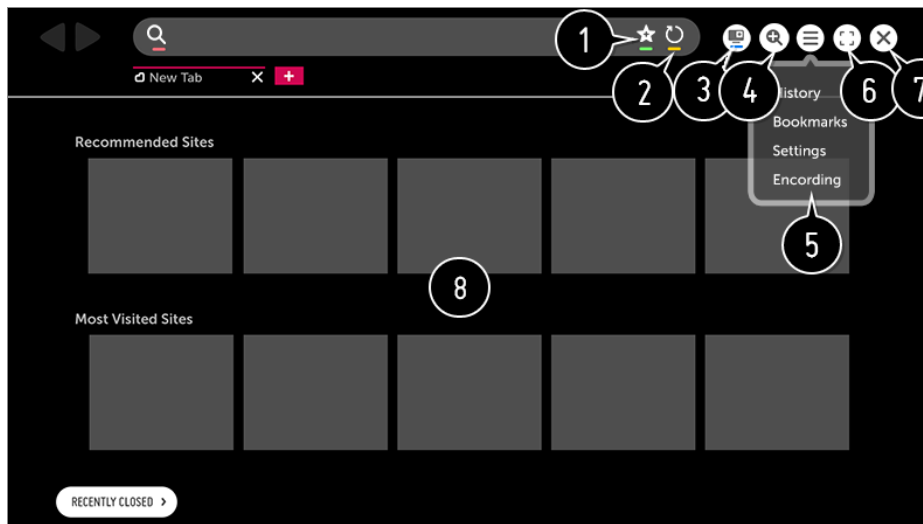 1
New Tab
2
3
4
6
7
History
Bookmarks
Settings
Encording
5
Recommended Sites
8
Most Visited Sites
RECENTLY CLOSED